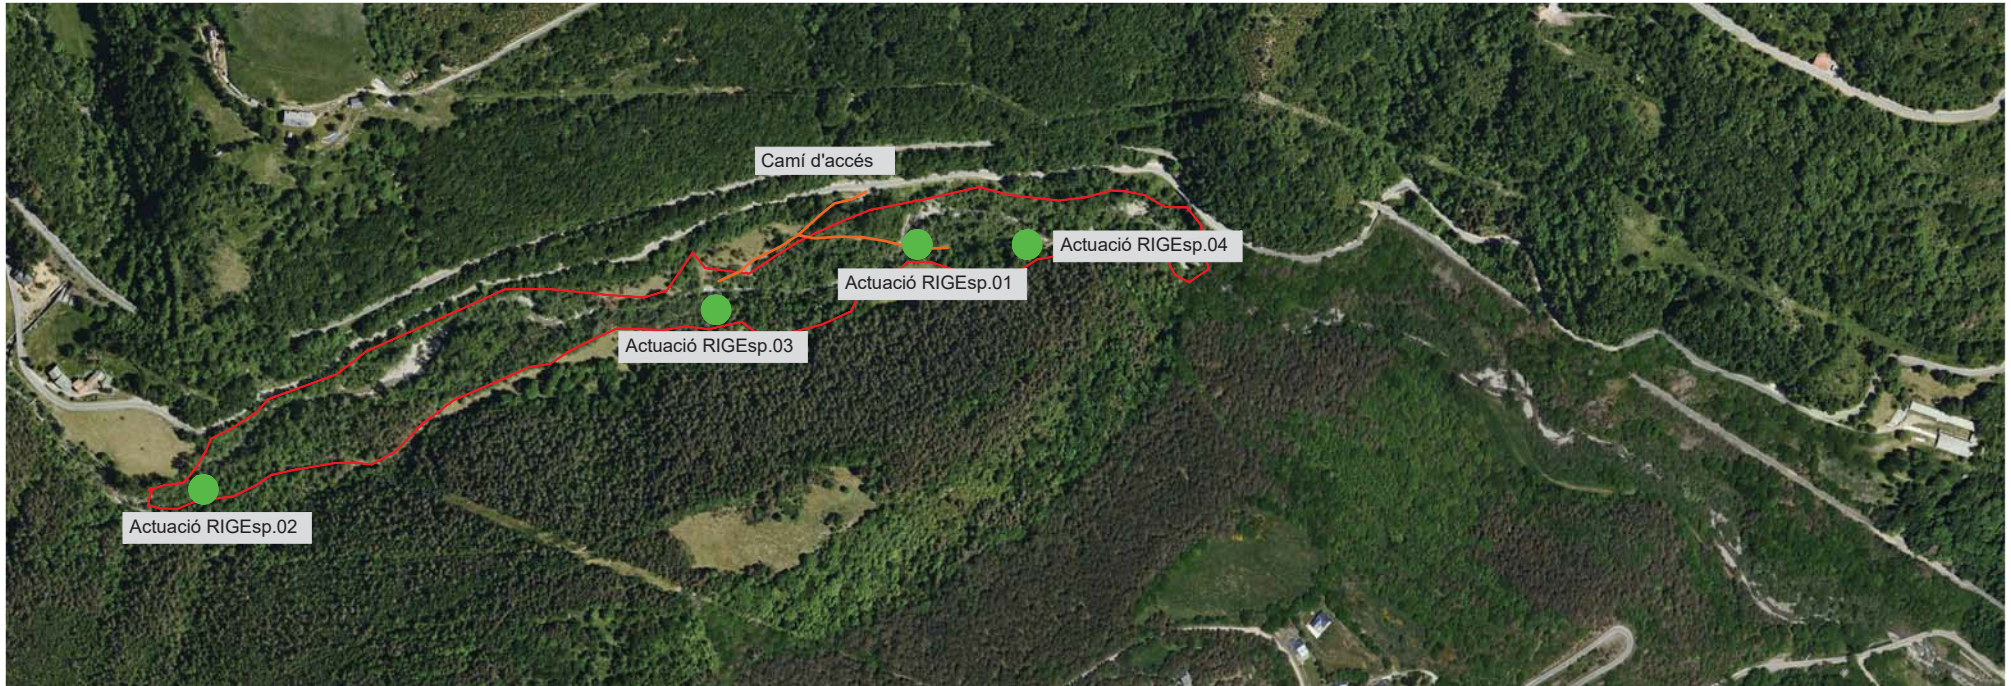 Camí d'accés
Actuació RIGEsp.04
Actuació RIGEsp.01
Actuació RIGEsp.03
Actuació RIGEsp.02